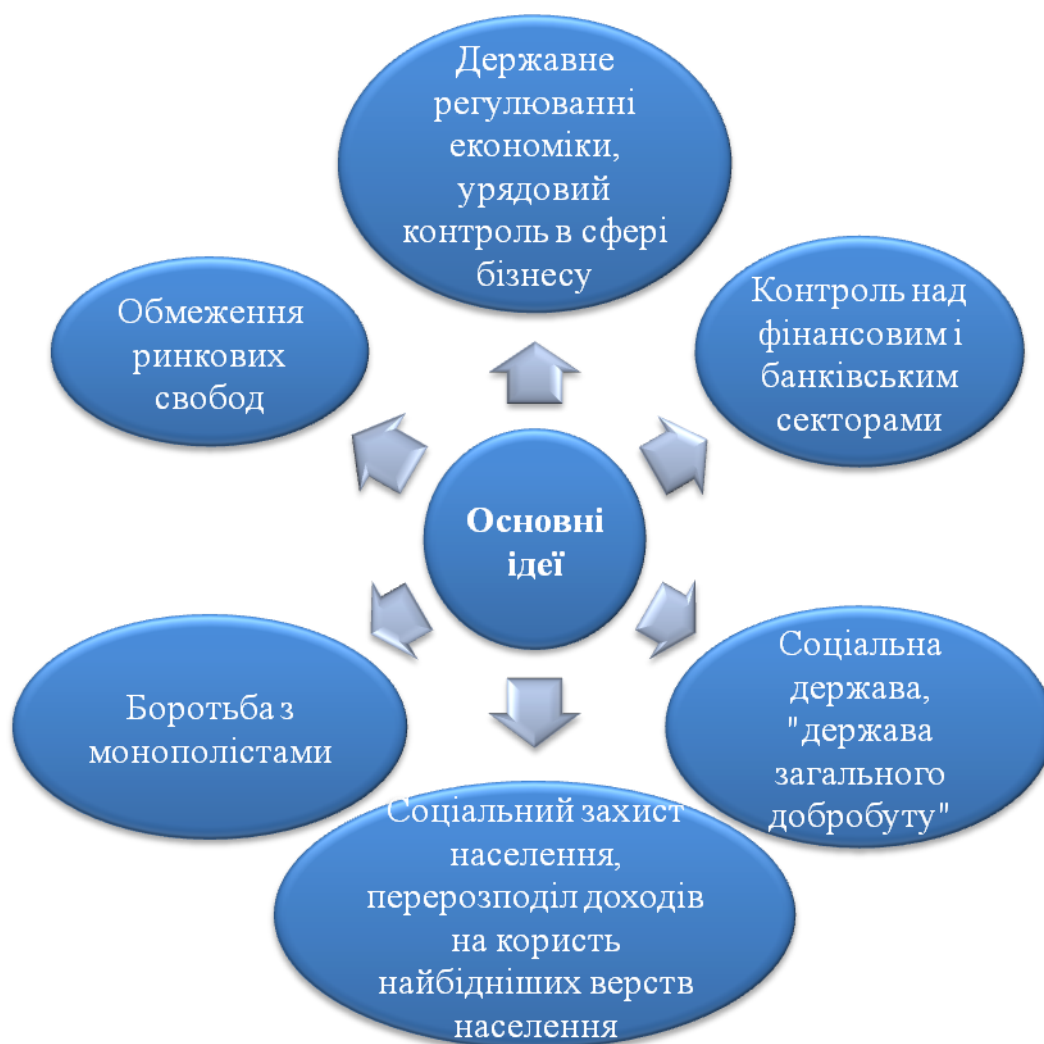 Державне
регулюванні
економіки,
урядовий
контроль в сфері
бізнесу
Обмеження
ринкових
свобод
Контроль над
фінансовим і
банківським
секторами
Основні
ідеї
Боротьба з
монополістами
Соціальна
держава,
"держава
загального
добробуту"
Соціальний захист
населення,
перерозподіл доходів
на користь
найбідніших верств
населення